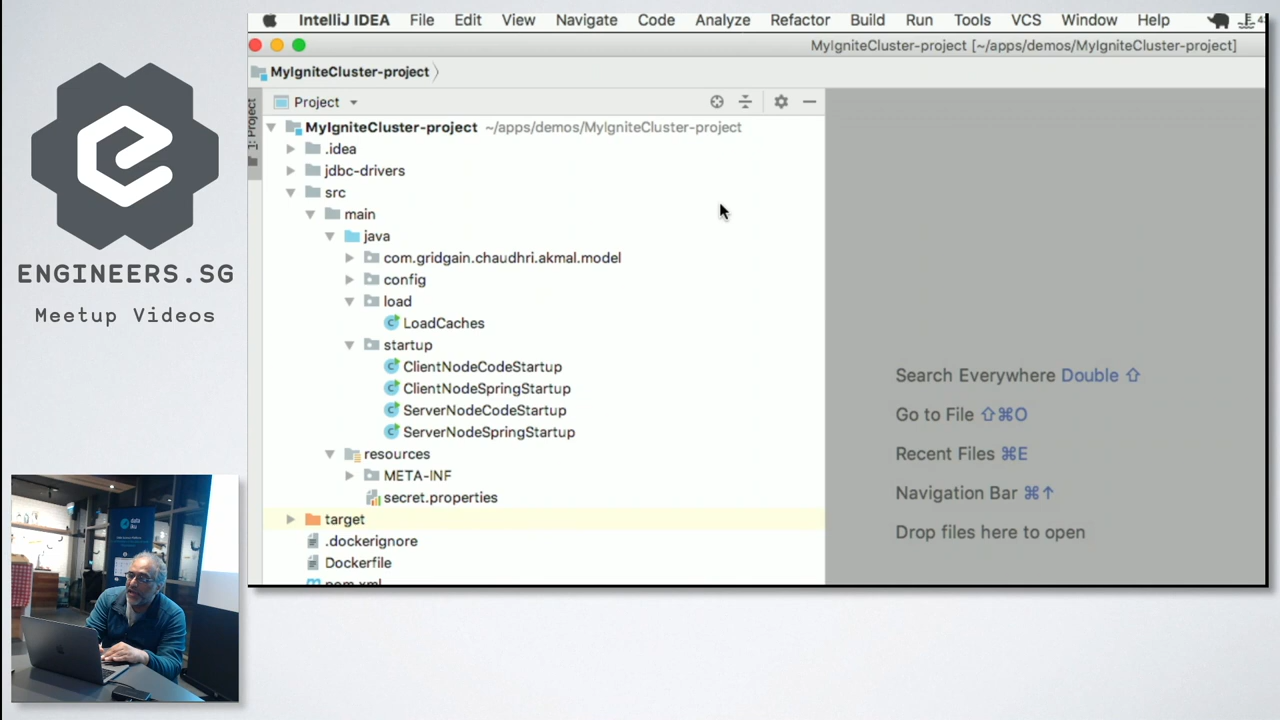 IntelliJ IDEA File Edit View Navigate Code Analyze Refactor Build Run Tools VCS Window Help
MyIgniteCluster-project [~/apps/demos/MyIgniteCluster-project]
MyIgniteCluster-project
1: Project
Project
MyIgniteCluster-project ~/apps/demos/MyIgniteCluster-project
.idea
jdbc-drivers
src
main
java
com.gridgain.chaudhri.akmal.model
config
load
LoadCaches
startup
ClientNodeCodeStartup
ClientNodeSpringStartup
ServerNodeCodeStartup
ServerNodeSpringStartup
resources
META-INF
secret.properties
target
.dockerignore
Dockerfile
pom.xml
Search Everywhere Double ⇧
Go to File ⇧⌘O
Recent Files ⌘E
Navigation Bar ⌘↑
Drop files here to open
ENGINEERS.SG
Meetup Videos